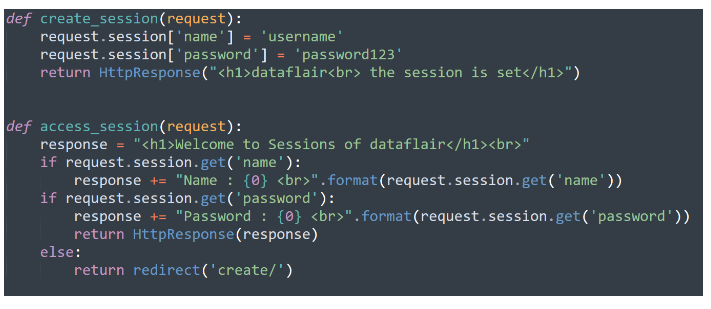 def create_session(request):
    request.session['name'] = 'username'
    request.session['password'] = 'password123'
    return HttpResponse("<h1>dataflair<br> the session is set</h1>")
def access_session(request):
    response = "<h1>Welcome to Sessions of dataflair</h1><br>"
    if request.session.get('name'):
        response += "Name : {0} <br>".format(request.session.get('name'))
    if request.session.get('password'):
        response += "Password : {0} <br>".format(request.session.get('password'))
        return HttpResponse(response)
    else:
        return redirect('create/')